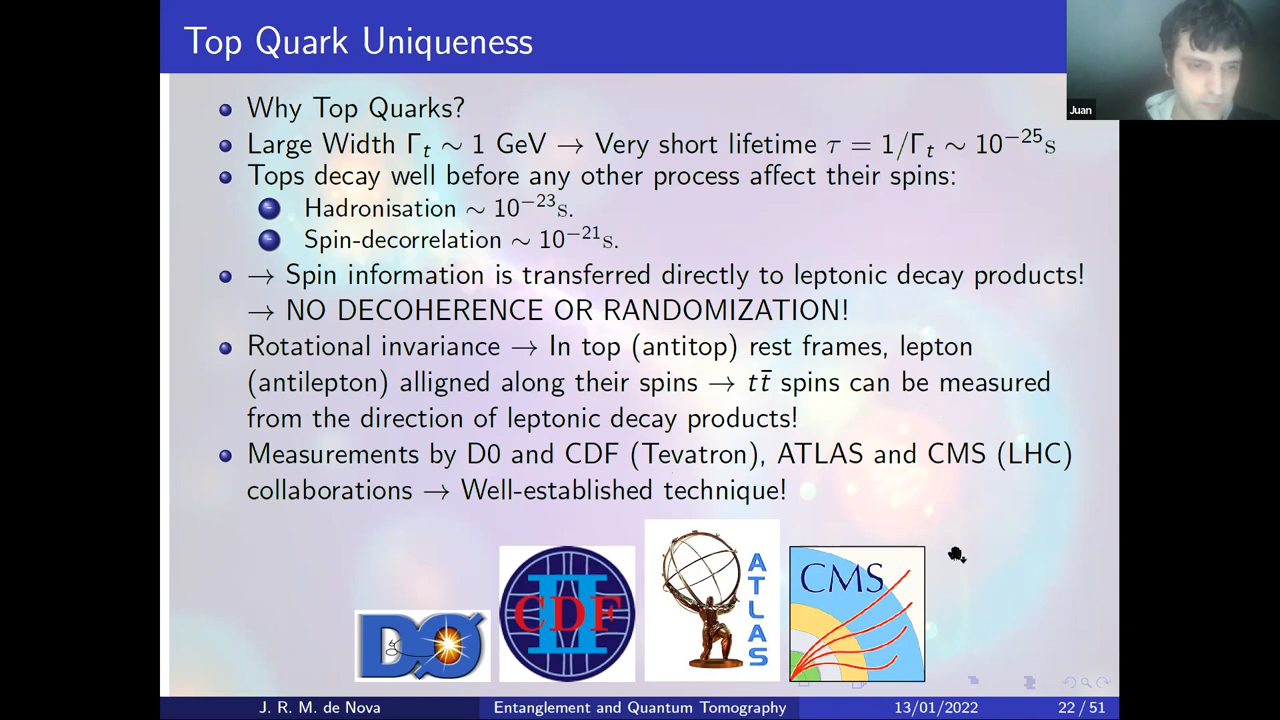 Top Quark Uniqueness
Juan
Why Top Quarks?
Large Width Γₜ ∼ 1 GeV → Very short lifetime τ = 1/Γₜ ∼ 10⁻²⁵s
Tops decay well before any other process affect their spins:
Hadronisation ∼ 10⁻²³s.
Spin-decorrelation ∼ 10⁻²¹s.
→ Spin information is transferred directly to leptonic decay products!
→ NO DECOHERENCE OR RANDOMIZATION!
Rotational invariance → In top (antitop) rest frames, lepton
(antilepton) alligned along their spins → tt̄ spins can be measured
from the direction of leptonic decay products!
Measurements by D0 and CDF (Tevatron), ATLAS and CMS (LHC)
collaborations → Well-established technique!
DØ
CDF
II
ATLAS
CMS
J. R. M. de Nova
Entanglement and Quantum Tomography
13/01/2022
22 / 51